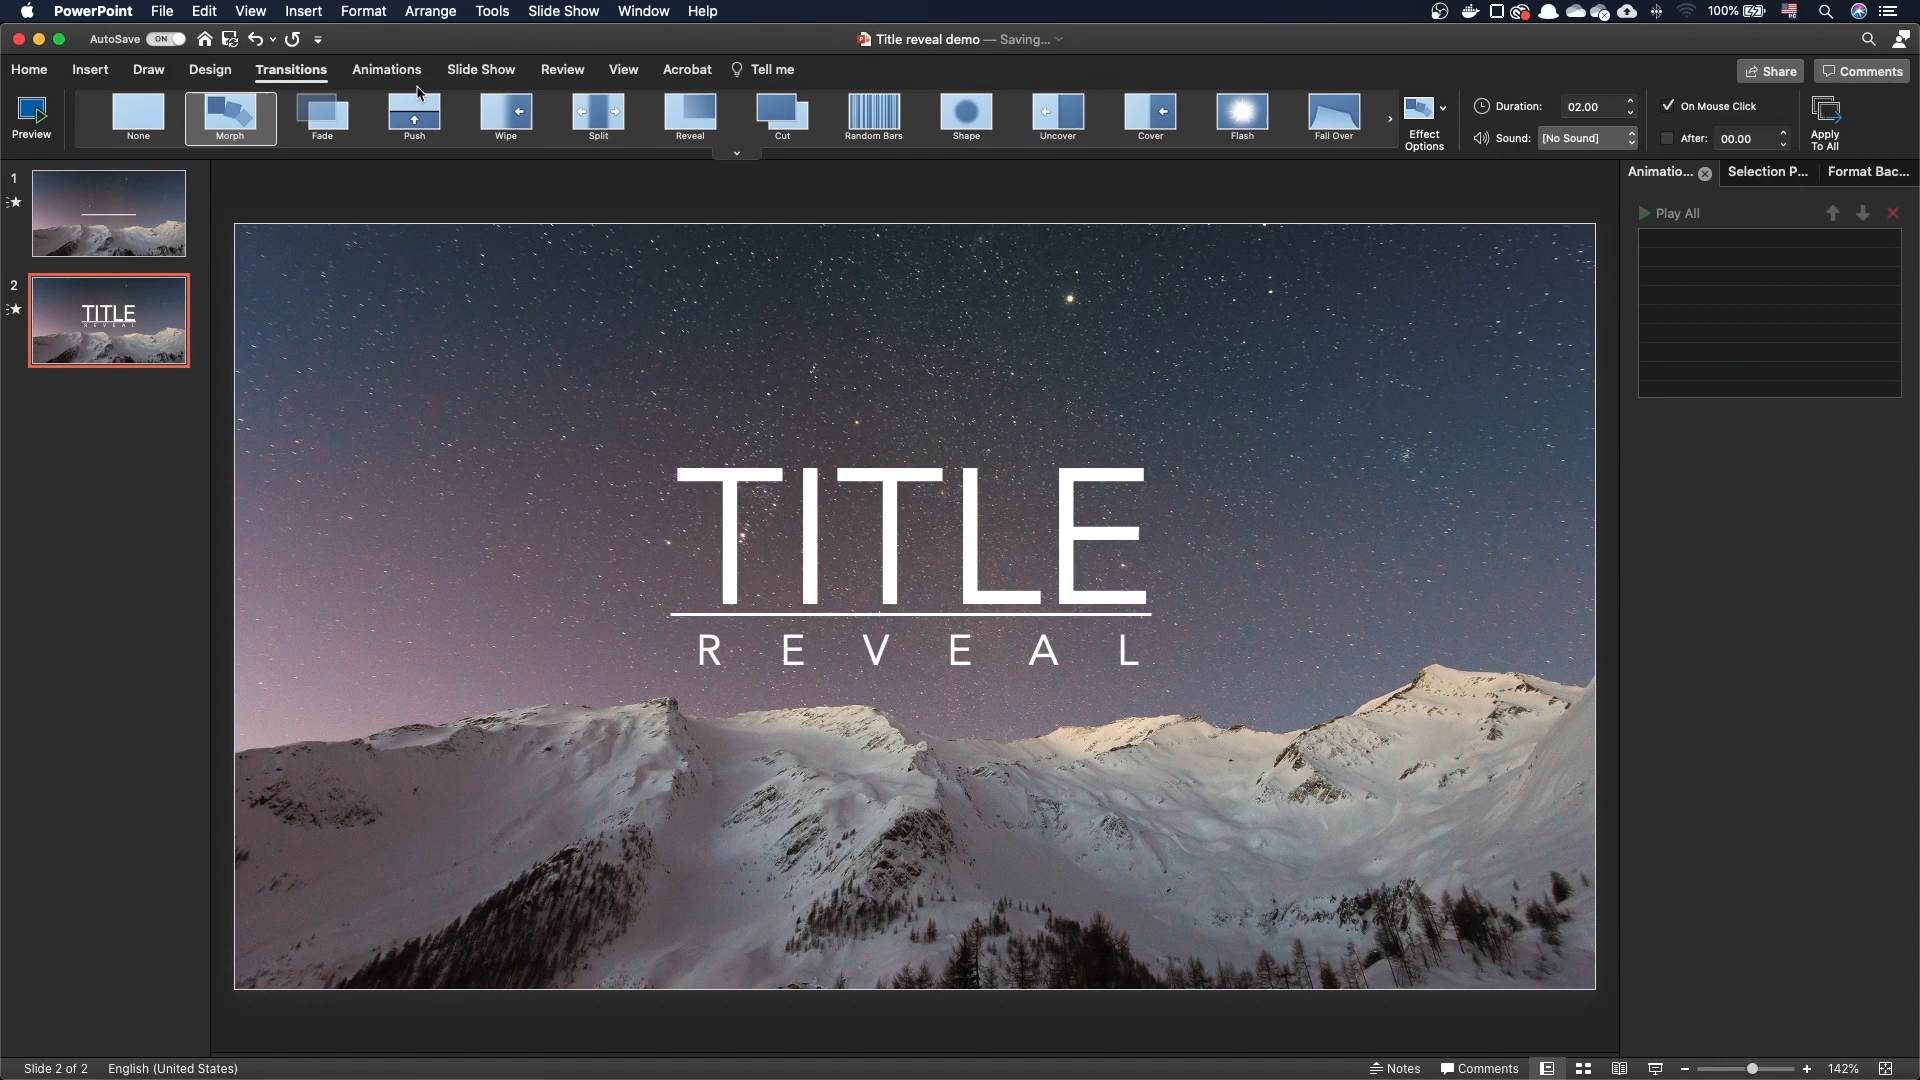 PowerPoint File Edit View Insert Format Arrange Tools Slide Show Window Help 100%
AutoSave ON Title reveal demo — Saving...
Home Insert Draw Design Transitions Animations Slide Show Review View Acrobat Tell me Share Comments
Preview None Morph Fade Push Wipe Split Reveal Cut Random Bars Shape Uncover Cover Flash Fall Over
Effect Options
Duration: 02.00
Sound: [No Sound]
On Mouse Click
After: 00.00
Apply To All
1
2
TITLE
REVEAL
TITLE
R E V E A L
Animatio... Selection P... Format Bac...
Play All
Slide 2 of 2 English (United States) Notes Comments 142%